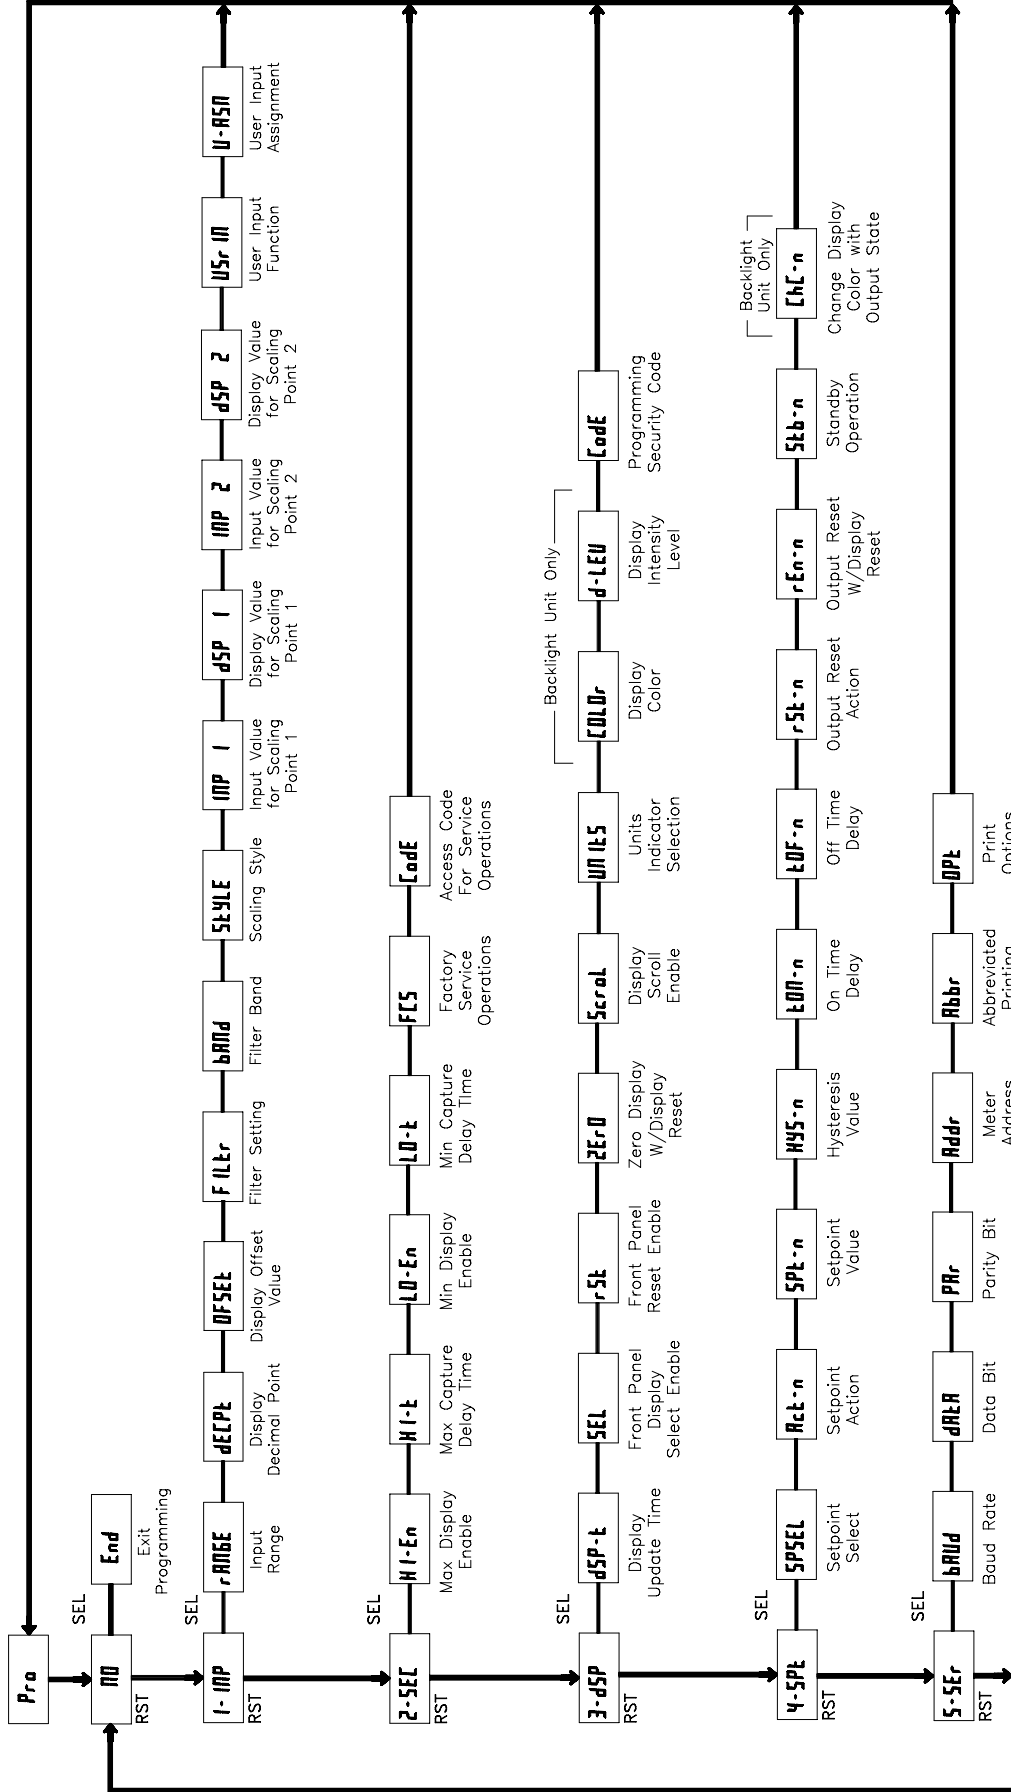 Pro
NO
SEL
End
Exit
Programming
RST
1-INP
SEL
rANGE
Input
Range
dECPt
Display
Decimal Point
OFSEt
Display Offset
Value
FILtr
Filter Setting
bANd
Filter Band
StYLE
Scaling Style
INP 1
Input Value
for Scaling
Point 1
dSP 1
Display Value
for Scaling
Point 1
INP 2
Input Value
for Scaling
Point 2
dSP 2
Display Value
for Scaling
Point 2
USr IN
User Input
Function
U-ASN
User Input
Assignment
RST
2-SEC
SEL
HI-En
Max Display
Enable
HI-t
Max Capture
Delay Time
LO-En
Min Display
Enable
LO-t
Min Capture
Delay TIme
FCS
Factory
Service
Operations
CodE
Access Code
For Service
Operations
RST
3-dSP
SEL
dSP-t
Display
Update Time
SEL
Front Panel
Display
Select Enable
rSt
Front Panel
Reset Enable
ZErO
Zero Display
W/Display
Reset
ScroL
Display
Scroll
Enable
UNItS
Units
Indicator
Selection
Backlight Unit Only
COLOr
Display
Color
d-LEV
Display
Intensity
Level
CodE
Programming
Security Code
RST
4-SPt
SEL
SPSEL
Setpoint
Select
Act-n
Setpoint
Action
SPt-n
Setpoint
Value
HYS-n
Hysteresis
Value
tON-n
On Time
Delay
tOF-n
Off Time
Delay
rSt-n
Output Reset
Action
rEn-n
Output Reset
W/Display
Reset
Stb-n
Standby
Operation
Backlight
Unit Only
ChC-n
Change Display
Color with
Output State
RST
5-SEr
SEL
bAUd
Baud Rate
dAtA
Data Bit
PAr
Parity Bit
Addr
Meter
Address
Abbr
Abbreviated
Printing
OPt
Print
Options
RST